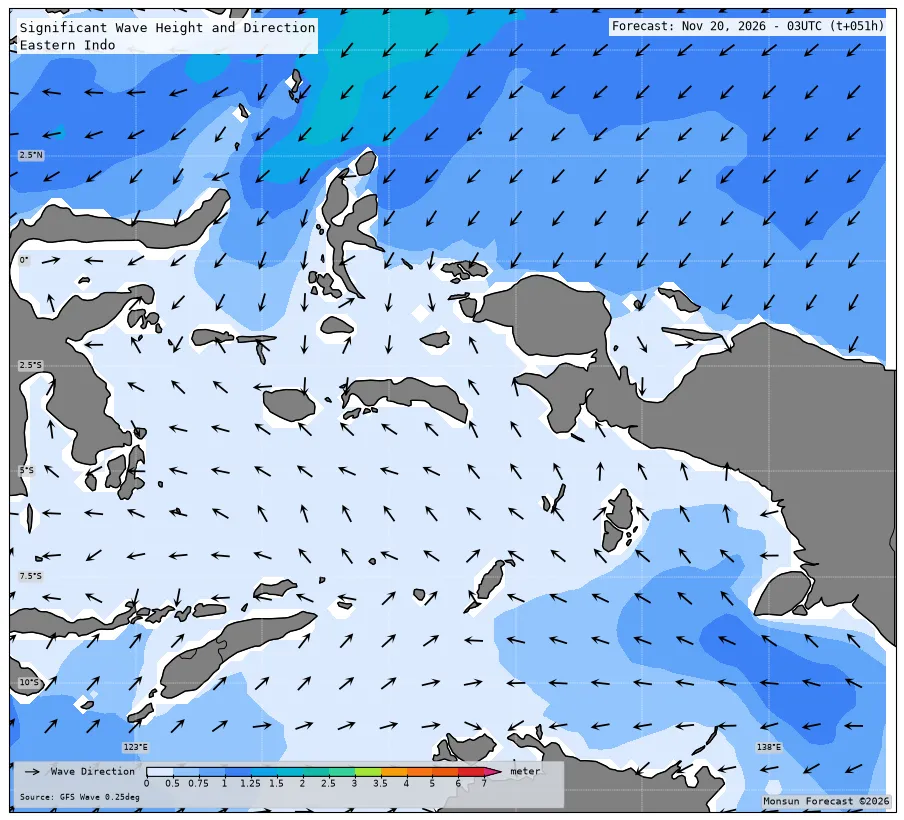 Significant Wave Height and Direction
Eastern Indo
Forecast: Nov 20, 2026 - 03UTC (t+051h)
2.5°N
0°
2.5°S
5°S
7.5°S
10°S
123°E
138°E
Wave Direction
meter
0 0.5 0.75 1 1.25 1.5 2 2.5 3 3.5 4 5 6 7
Source: GFS Wave 0.25deg
Monsun Forecast ©2026